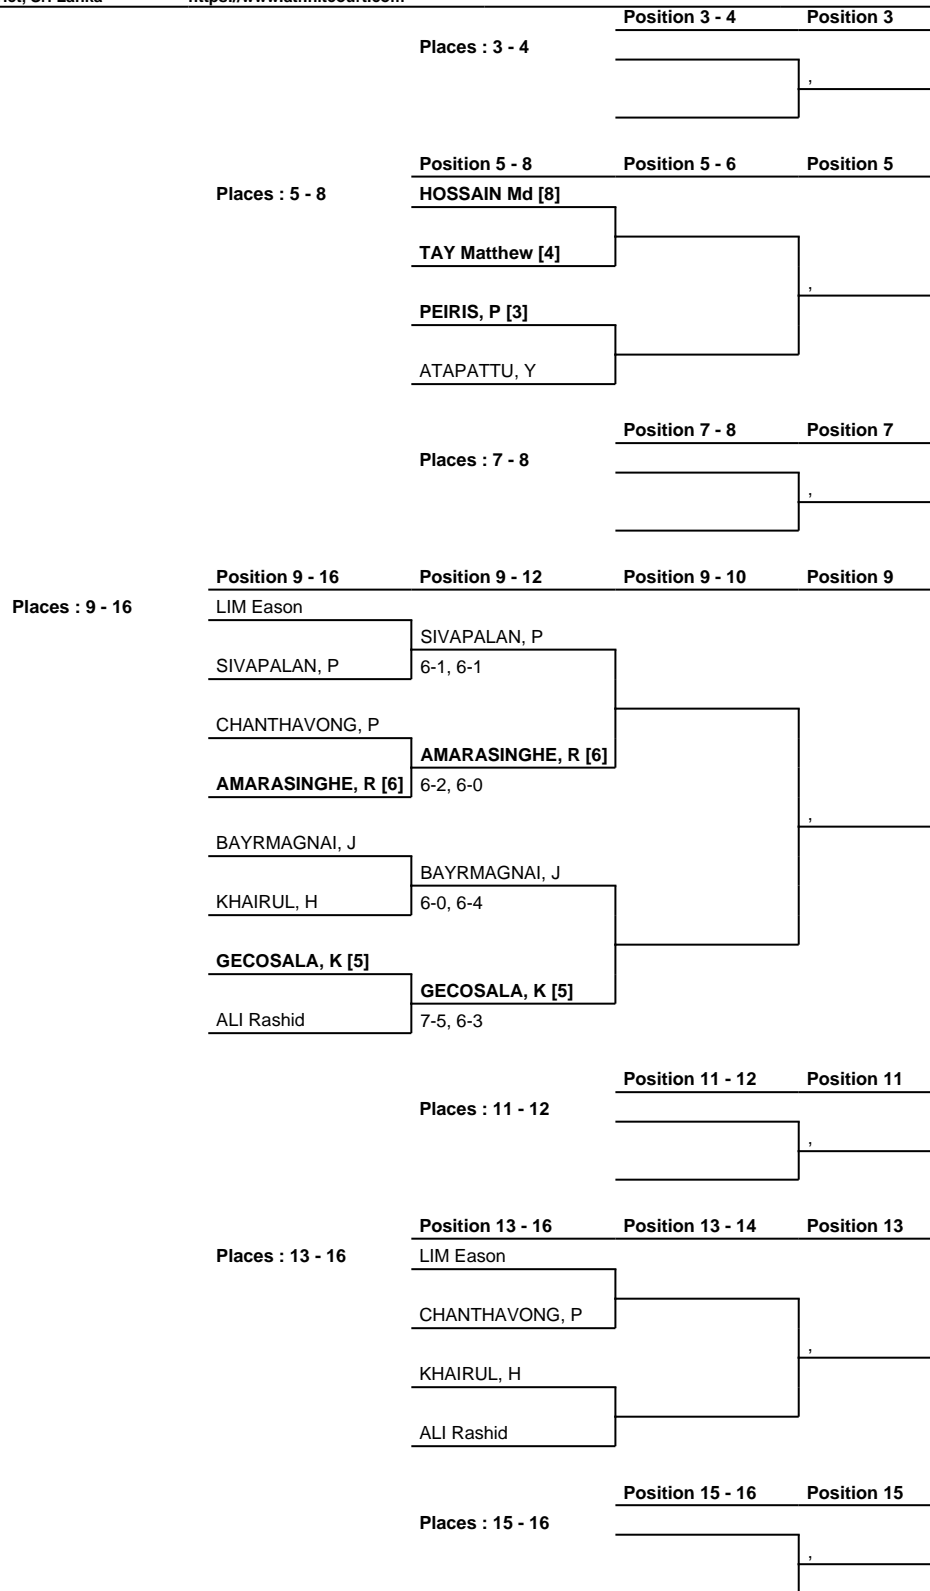 Position 3 - 4 Position 3
Places : 3 - 4
,
Position 5 - 8 Position 5 - 6 Position 5
Places : 5 - 8 HOSSAIN Md [8]
TAY Matthew [4]
,
PEIRIS, P [3]
ATAPATTU, Y
Position 7 - 8 Position 7
Places : 7 - 8
,
Position 9 - 16 Position 9 - 12 Position 9 - 10 Position 9
Places : 9 - 16 LIM Eason
SIVAPALAN, P
SIVAPALAN, P 6-1, 6-1
CHANTHAVONG, P
AMARASINGHE, R [6]
AMARASINGHE, R [6] 6-2, 6-0
,
BAYRMAGNAI, J
BAYRMAGNAI, J
KHAIRUL, H 6-0, 6-4
GECOSALA, K [5]
GECOSALA, K [5]
ALI Rashid 7-5, 6-3
Position 11 - 12 Position 11
Places : 11 - 12
,
Position 13 - 16 Position 13 - 14 Position 13
Places : 13 - 16 LIM Eason
CHANTHAVONG, P
,
KHAIRUL, H
ALI Rashid
Position 15 - 16 Position 15
Places : 15 - 16
,